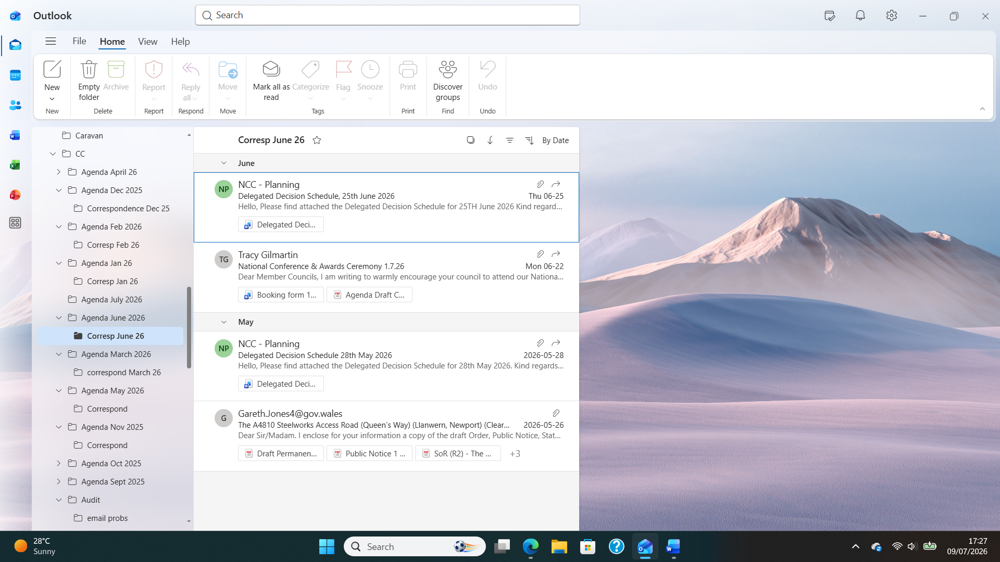 Outlook
Search
File
Home
View
Help
New
Empty folder
Archive
Report
Reply all
Move
Mark all as read
Categorize
Flag
Snooze
Print
Discover groups
Undo
New
Delete
Report
Respond
Move
Tags
Print
Find
Undo
Caravan
CC
Agenda April 26
Agenda Dec 2025
Correspondence Dec 25
Agenda Feb 2026
Corresp Feb 26
Agenda Jan 26
Corresp Jan 26
Agenda July 2026
Agenda June 2026
Corresp June 26
Agenda March 2026
correspond March 26
Agenda May 2026
Correspond
Agenda Nov 2025
Correspond
Agenda Oct 2025
Agenda Sept 2025
Audit
email probs
Corresp June 26
By Date
June
NP
NCC - Planning
Delegated Decision Schedule, 25th June 2026
Thu 06-25
Hello, Please find attached the Delegated Decision Schedule for 25TH June 2026 Kind regard...
Delegated Deci...
TG
Tracy Gilmartin
National Conference & Awards Ceremony 1.7.26
Mon 06-22
Dear Member Councils, I am writing to warmly encourage your council to attend our Nationa...
Booking form 1...
Agenda Draft C...
May
NP
NCC - Planning
Delegated Decision Schedule 28th May 2026
2026-05-28
Hello, Please find attached the Delegated Decision Schedule for 28th May 2026. Kind regards...
Delegated Deci...
G
Gareth.Jones4@gov.wales
The A4810 Steelworks Access Road (Queen's Way) (Llanwern, Newport) (Clear...
2026-05-26
Dear Sir/Madam. I enclose for your information a copy of the draft Order, Public Notice, Stat...
Draft Permanen...
Public Notice 1 ...
SoR (R2) - The ...
+3
28°C
Sunny
Search
17:27
09/07/2026